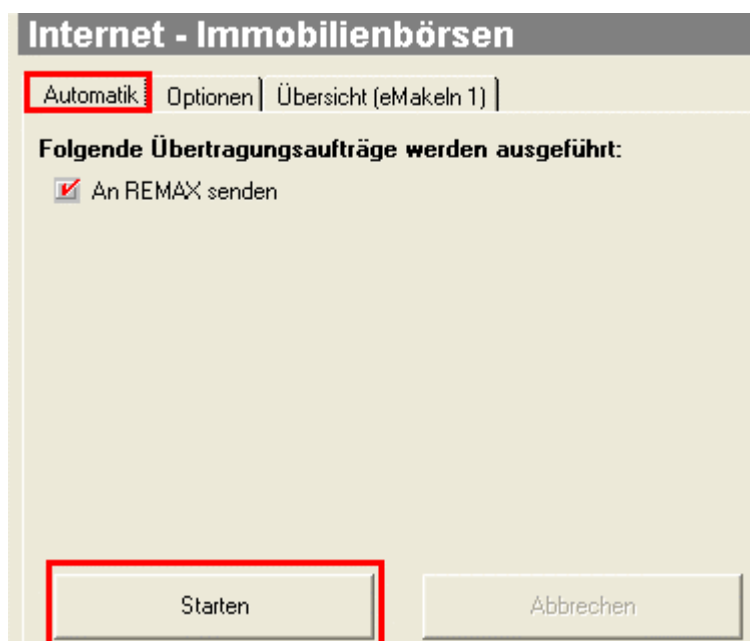 Internet - Immobilienbörsen
Automatik Optionen Übersicht (eMakeln 1)
Folgende Übertragungsaufträge werden ausgeführt:
An REMAX senden
Starten Abbrechen